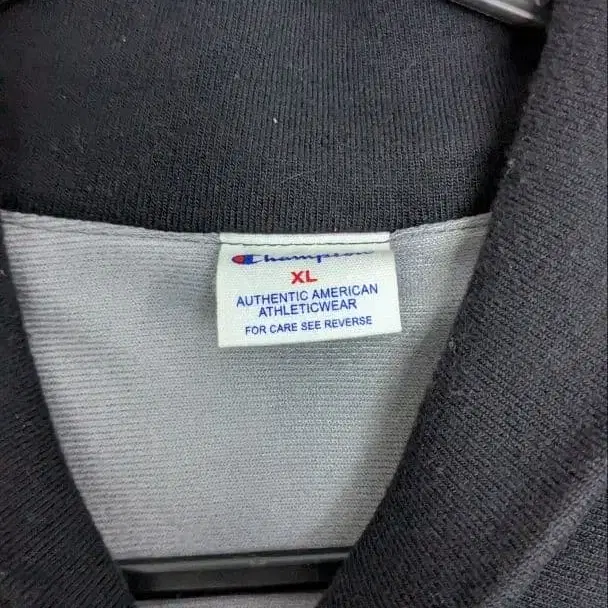 Champion
XL
AUTHENTIC AMERICAN
ATHLETICWEAR
FOR CARE SEE REVERSE